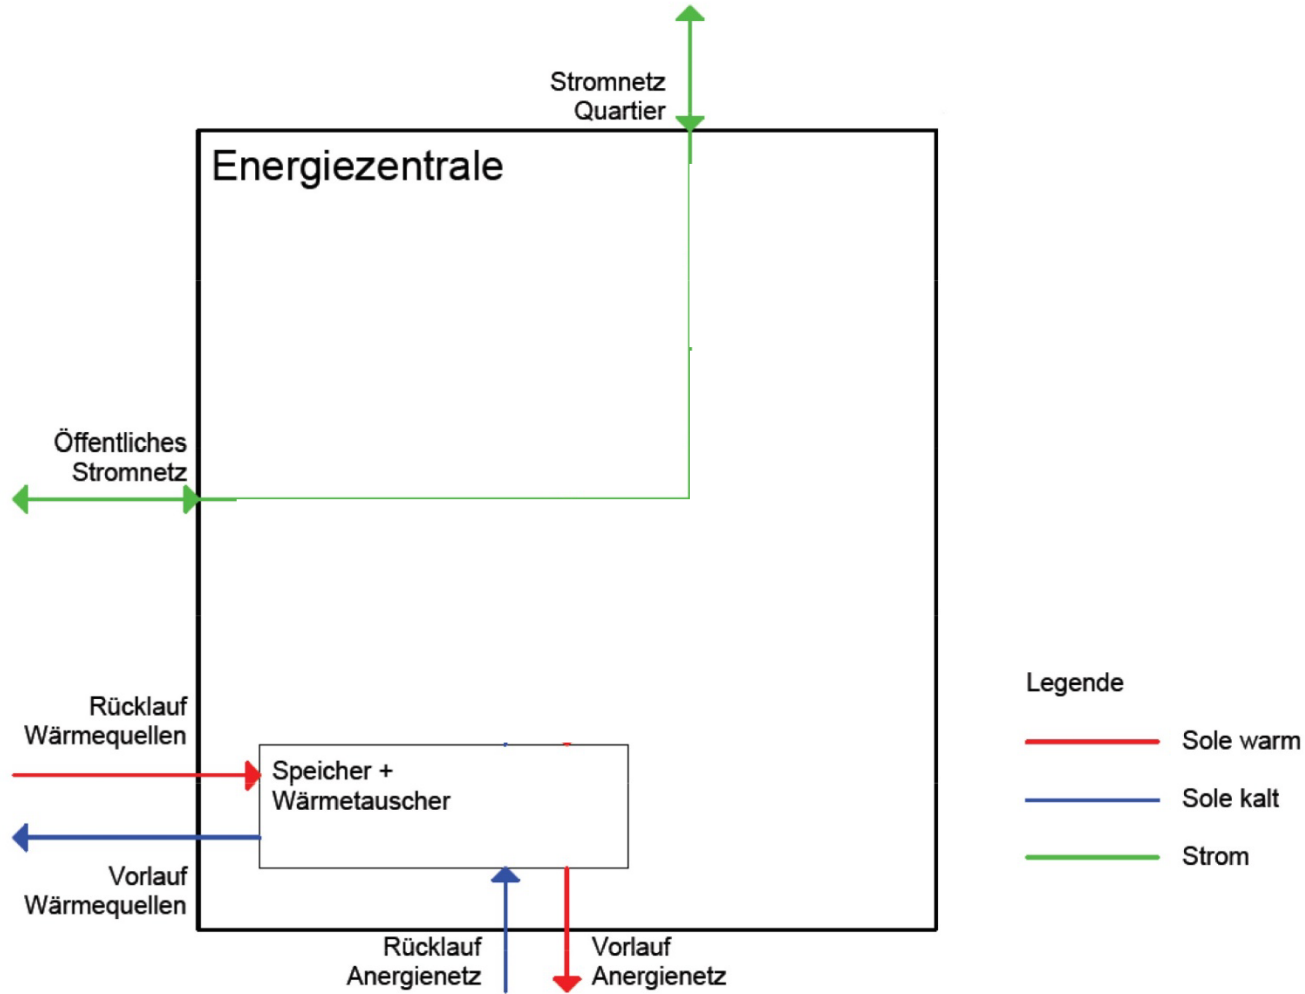 Stromnetz
Quartier
Energiezentrale
Öffentliches
Stromnetz
Rücklauf
Wärmequellen
Speicher +
Wärmetauscher
Vorlauf
Wärmequellen
Rücklauf
Anergienetz
Vorlauf
Anergienetz
Legende
Sole warm
Sole kalt
Strom